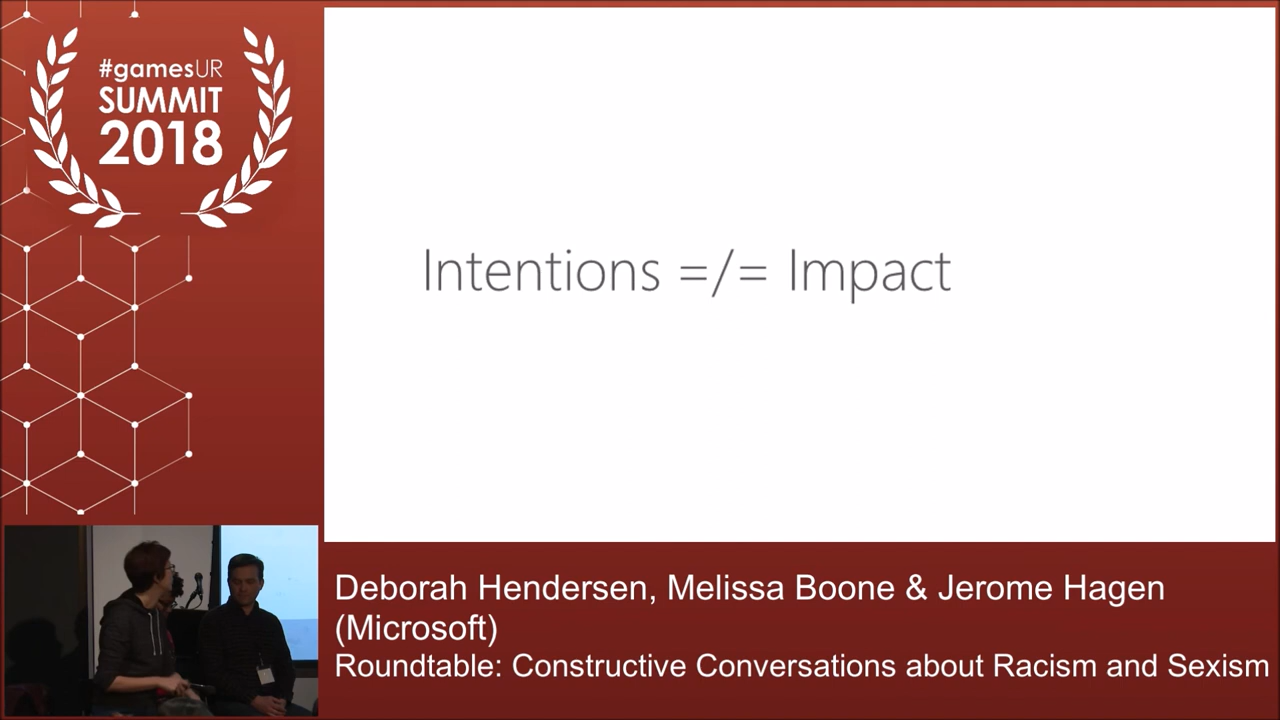 #gamesUR
SUMMIT
2018
Intentions =/= Impact
Deborah Hendersen, Melissa Boone & Jerome Hagen
(Microsoft)
Roundtable: Constructive Conversations about Racism and Sexism